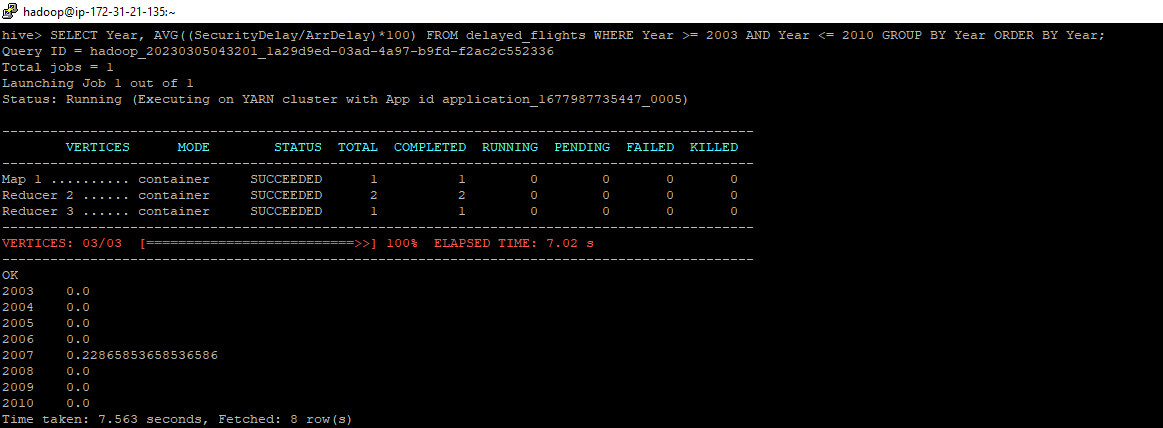 hadoop@ip-172-31-21-135:~
hive> SELECT Year, AVG((SecurityDelay/ArrDelay)*100) FROM delayed_flights WHERE Year >= 2003 AND Year <= 2010 GROUP BY Year ORDER BY Year;
Query ID = hadoop_20230305043201_1a29d9ed-03ad-4a97-b9fd-f2ac2c552336
Total jobs = 1
Launching Job 1 out of 1
Status: Running (Executing on YARN cluster with App id application_1677987735447_0005)
----------------------------------------------------------------------------------------------
        VERTICES      MODE        STATUS  TOTAL  COMPLETED  RUNNING  PENDING  FAILED  KILLED
----------------------------------------------------------------------------------------------
Map 1 .......... container     SUCCEEDED      1          1        0        0       0       0
Reducer 2 ...... container     SUCCEEDED      2          2        0        0       0       0
Reducer 3 ...... container     SUCCEEDED      1          1        0        0       0       0
----------------------------------------------------------------------------------------------
VERTICES: 03/03  [==========================>>] 100%  ELAPSED TIME: 7.02 s
----------------------------------------------------------------------------------------------
OK
2003    0.0
2004    0.0
2005    0.0
2006    0.0
2007    0.22865853658536586
2008    0.0
2009    0.0
2010    0.0
Time taken: 7.563 seconds, Fetched: 8 row(s)